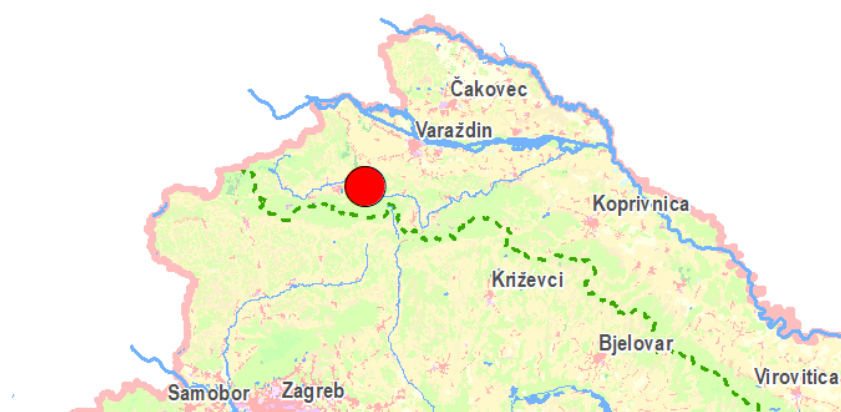 Čakovec
Varaždin
Koprivnica
Križevci
Bjelovar
Virovitica
Samobor
Zagreb